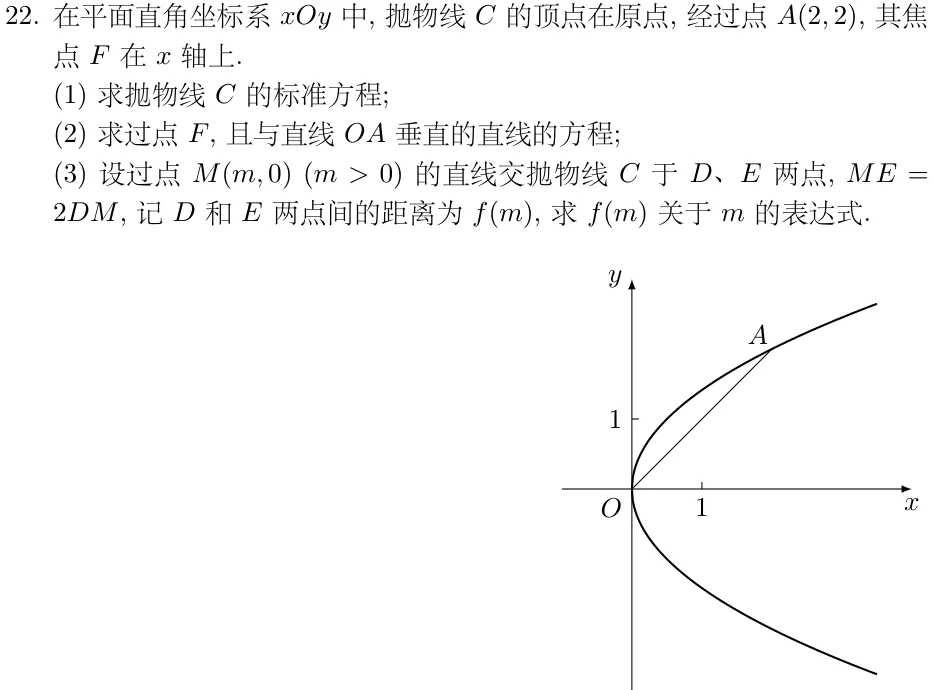 22. 在平面直角坐标系 xOy 中, 抛物线 C 的顶点在原点, 经过点 A(2, 2), 其焦
点 F 在 x 轴上.
(1) 求抛物线 C 的标准方程;
(2) 求过点 F, 且与直线 OA 垂直的直线的方程;
(3) 设过点 M(m, 0) (m > 0) 的直线交抛物线 C 于 D、E 两点, ME =
2DM, 记 D 和 E 两点间的距离为 f(m), 求 f(m) 关于 m 的表达式.
y
A
1
O
1
x